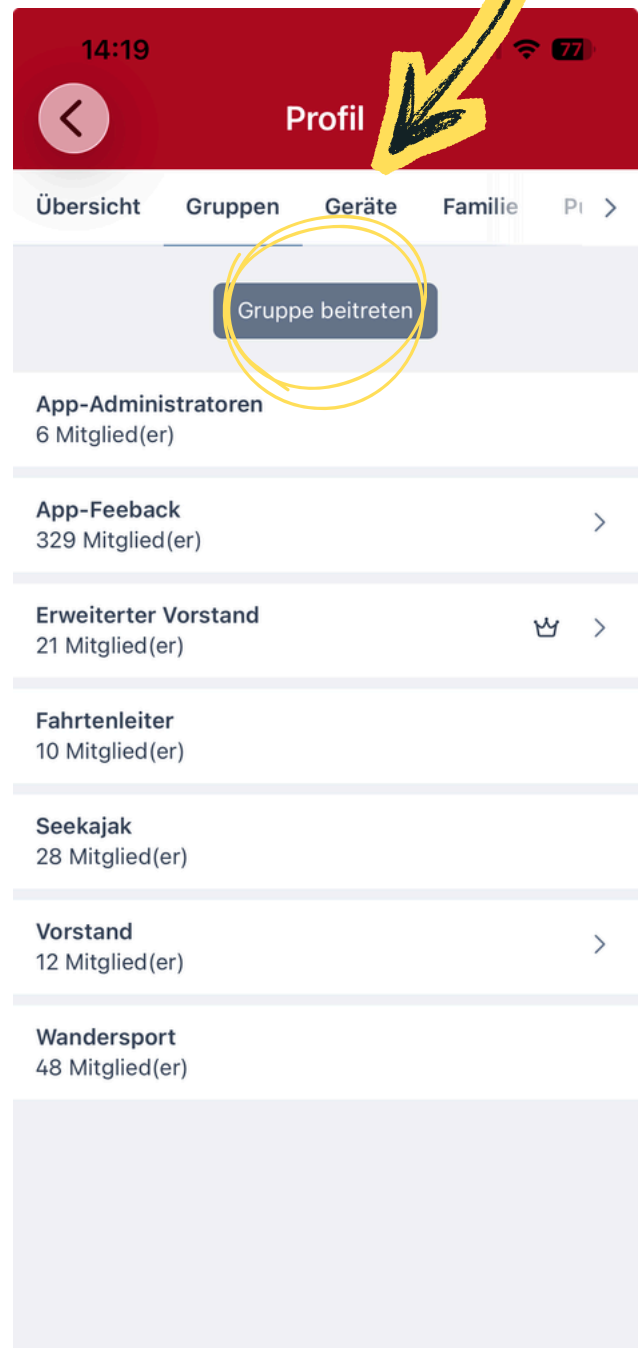 14:19
77
Profil
Übersicht Gruppen Geräte Familie
Gruppe beitreten
App-Administratoren
6 Mitglied(er)
App-Feeback
329 Mitglied(er)
Erweiterter Vorstand
21 Mitglied(er)
Fahrtenleiter
10 Mitglied(er)
Seekajak
28 Mitglied(er)
Vorstand
12 Mitglied(er)
Wandersport
48 Mitglied(er)